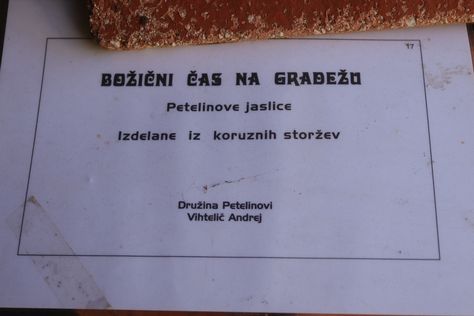 17
BOŽIČNI ČAS NA GRADEŽU
Petelinove jaslice
Izdelane iz koruznih storžev
Družina Petelinovi
Vihtelič Andrej